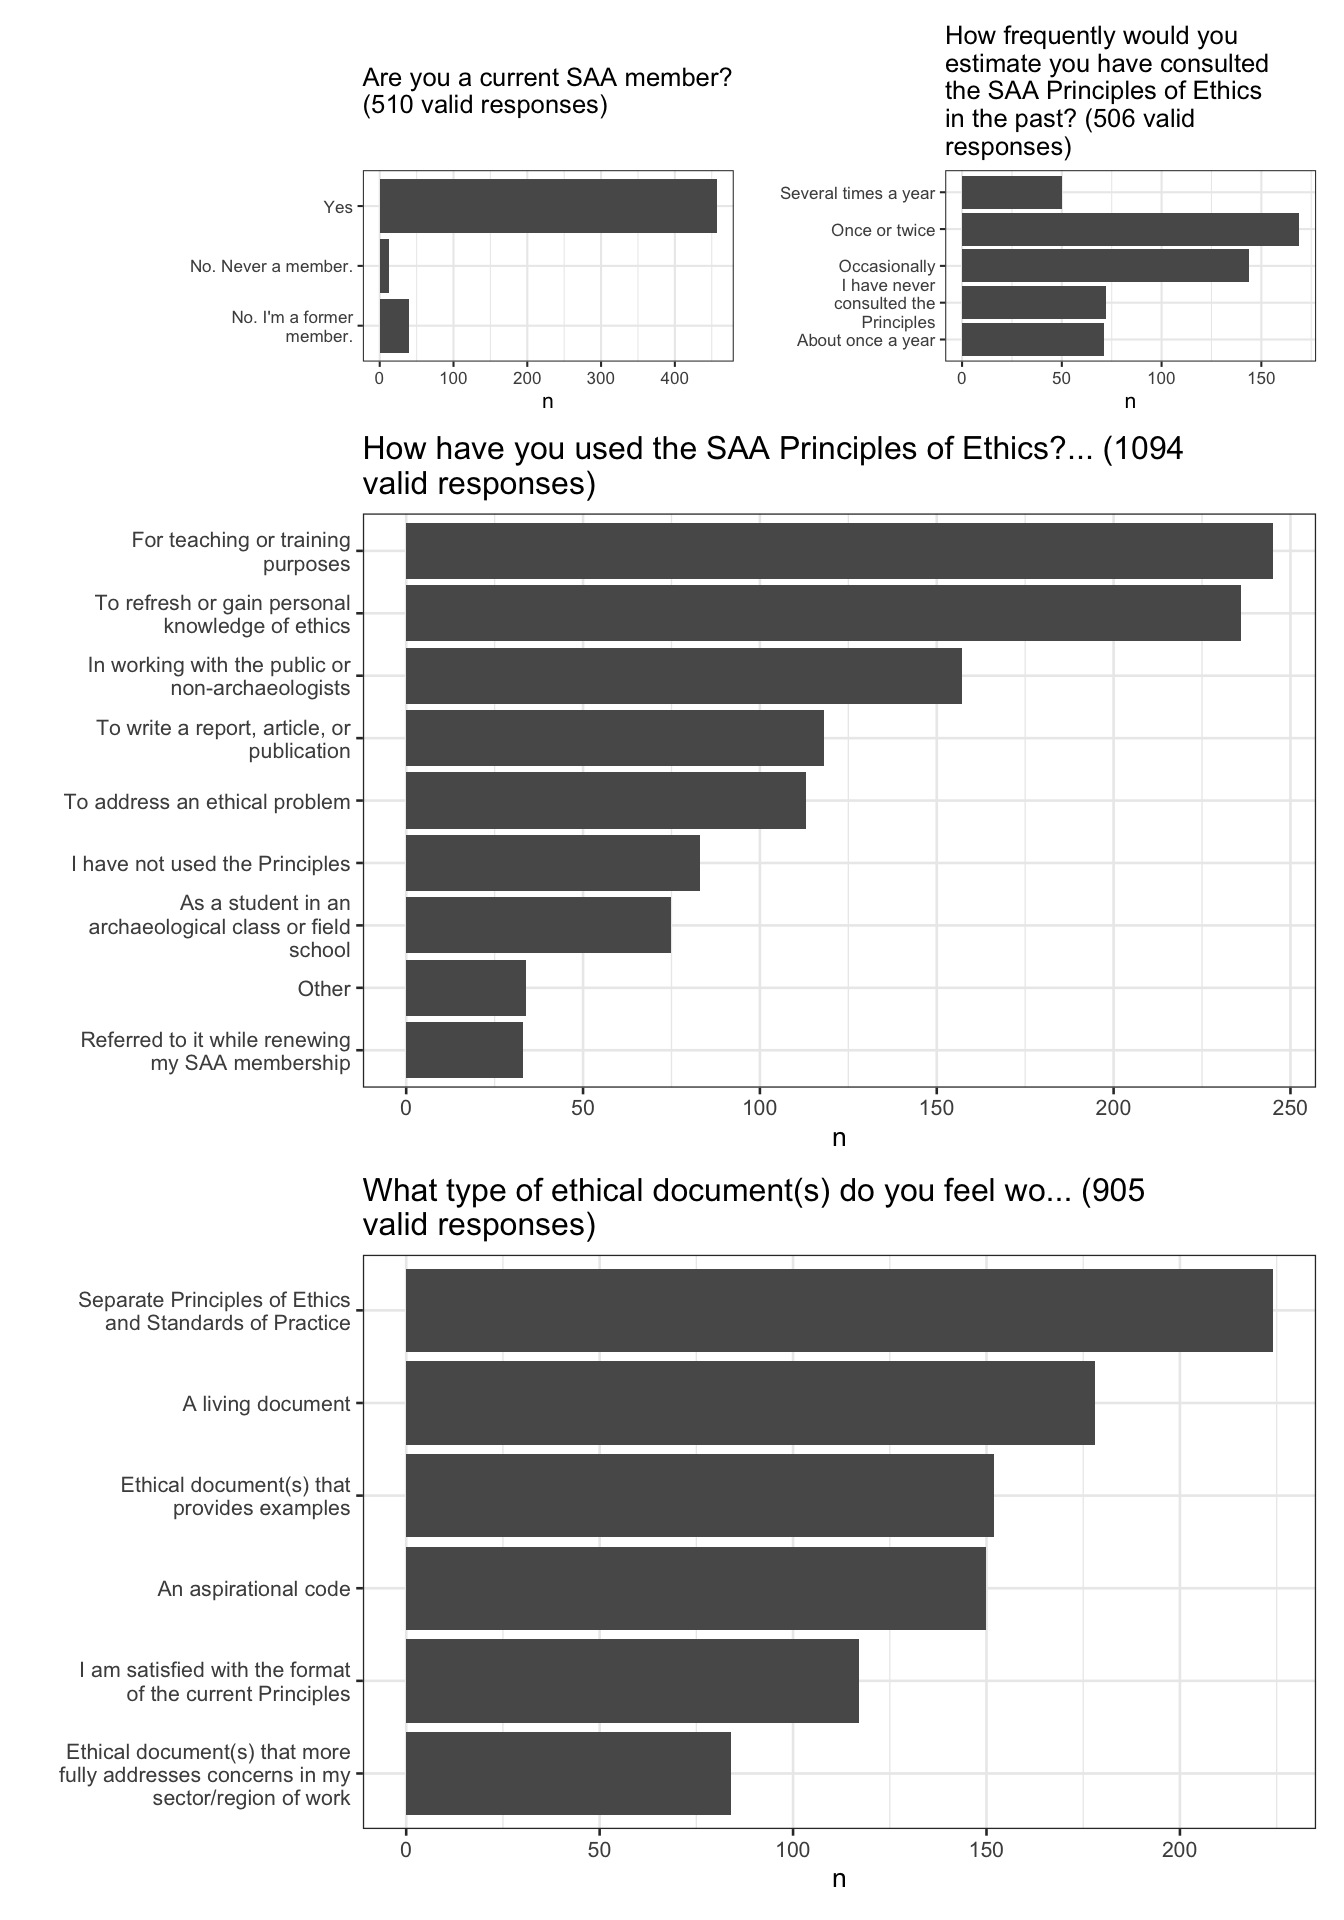 Are you a current SAA member?
(510 valid responses)
Yes
No. Never a member.
No. I'm a former
member.
0 100 200 300 400
n
How frequently would you
estimate you have consulted
the SAA Principles of Ethics
in the past? (506 valid
responses)
Several times a year
Once or twice
Occasionally
I have never
consulted the
Principles
About once a year
0 50 100 150
n
How have you used the SAA Principles of Ethics?... (1094
valid responses)
For teaching or training
purposes
To refresh or gain personal
knowledge of ethics
In working with the public or
non-archaeologists
To write a report, article, or
publication
To address an ethical problem
I have not used the Principles
As a student in an
archaeological class or field
school
Other
Referred to it while renewing
my SAA membership
0 50 100 150 200 250
n
What type of ethical document(s) do you feel wo... (905
valid responses)
Separate Principles of Ethics
and Standards of Practice
A living document
Ethical document(s) that
provides examples
An aspirational code
I am satisfied with the format
of the current Principles
Ethical document(s) that more
fully addresses concerns in my
sector/region of work
0 50 100 150 200
n